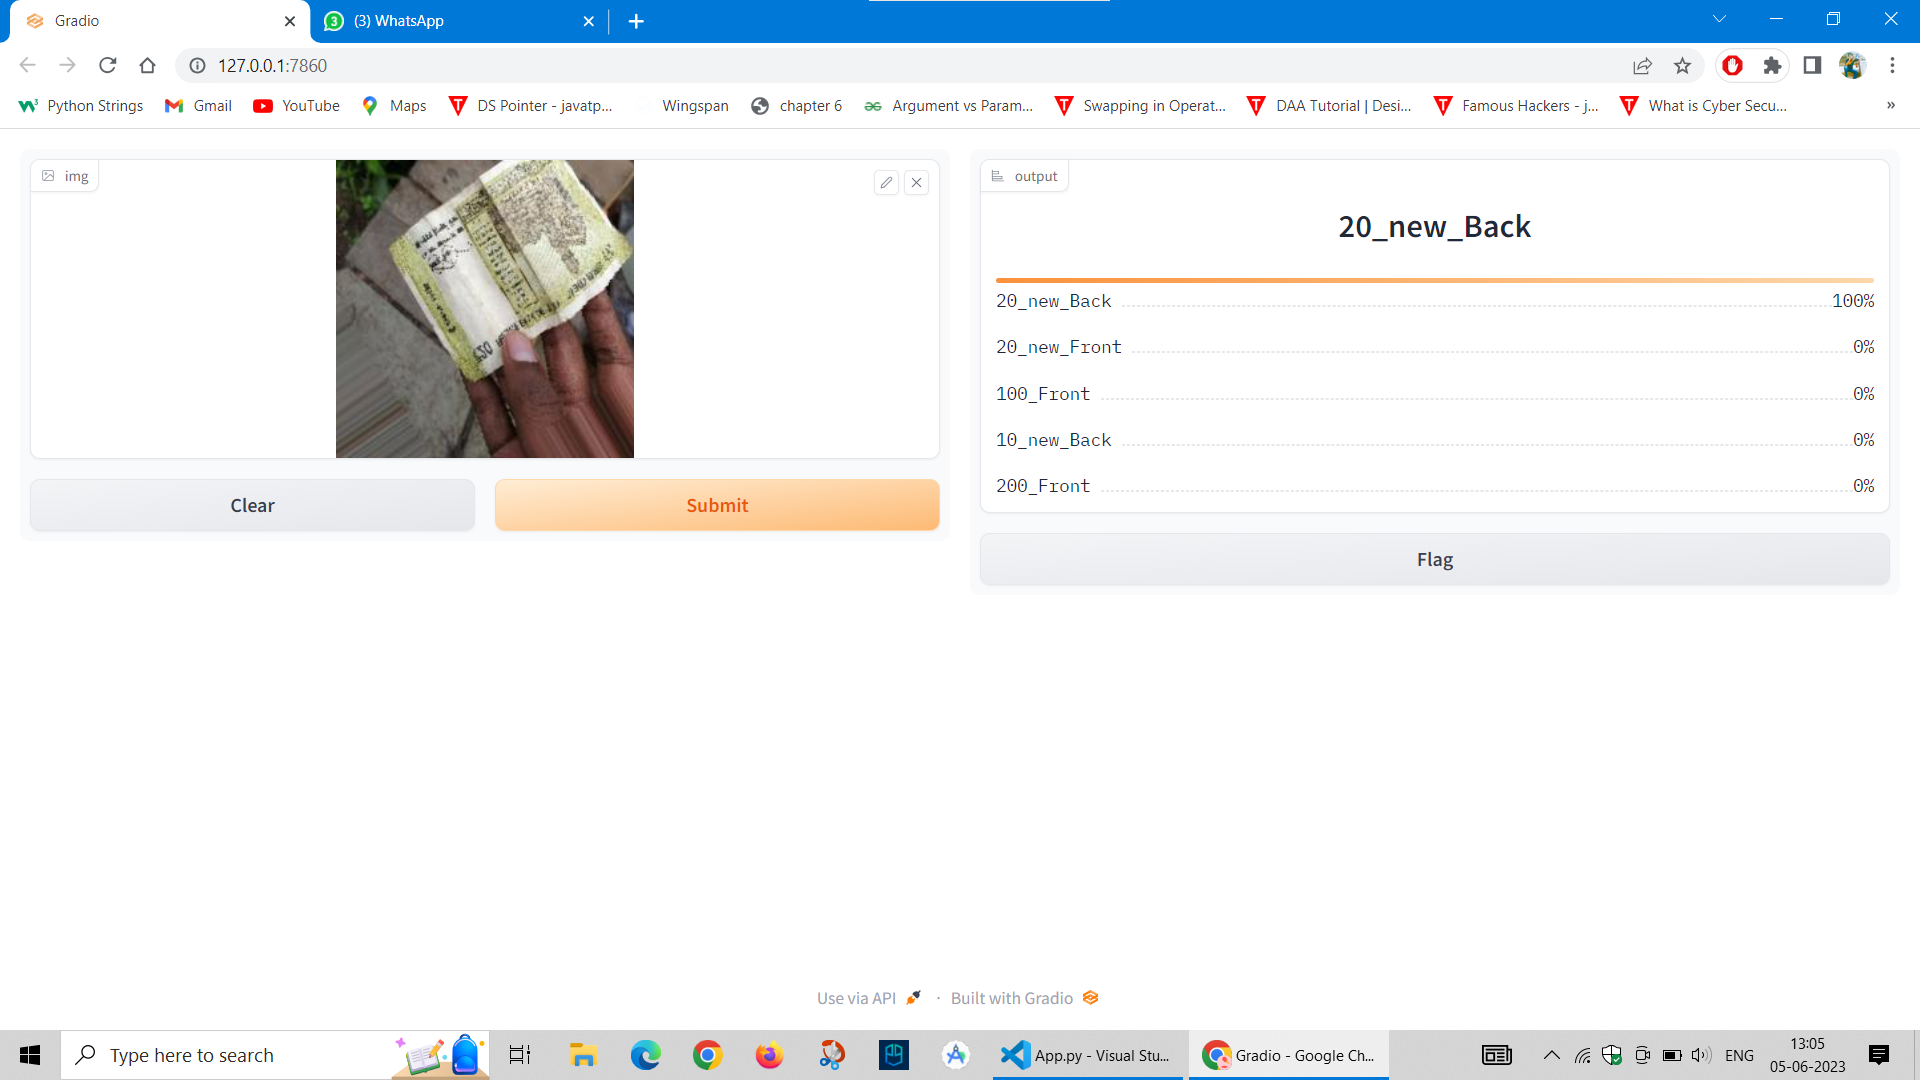 Gradio
(3) WhatsApp
127.0.0.1:7860
Python Strings
Gmail
YouTube
Maps
DS Pointer - javatp...
Wingspan
chapter 6
Argument vs Param...
Swapping in Operat...
DAA Tutorial | Desi...
Famous Hackers - j...
What is Cyber Secu...
»
img
Clear
Submit
output
20_new_Back
20_new_Back 100%
20_new_Front 0%
100_Front 0%
10_new_Back 0%
200_Front 0%
Flag
Use via API · Built with Gradio
Type here to search
App.py - Visual Stu...
Gradio - Google Ch...
ENG
13:05
05-06-2023